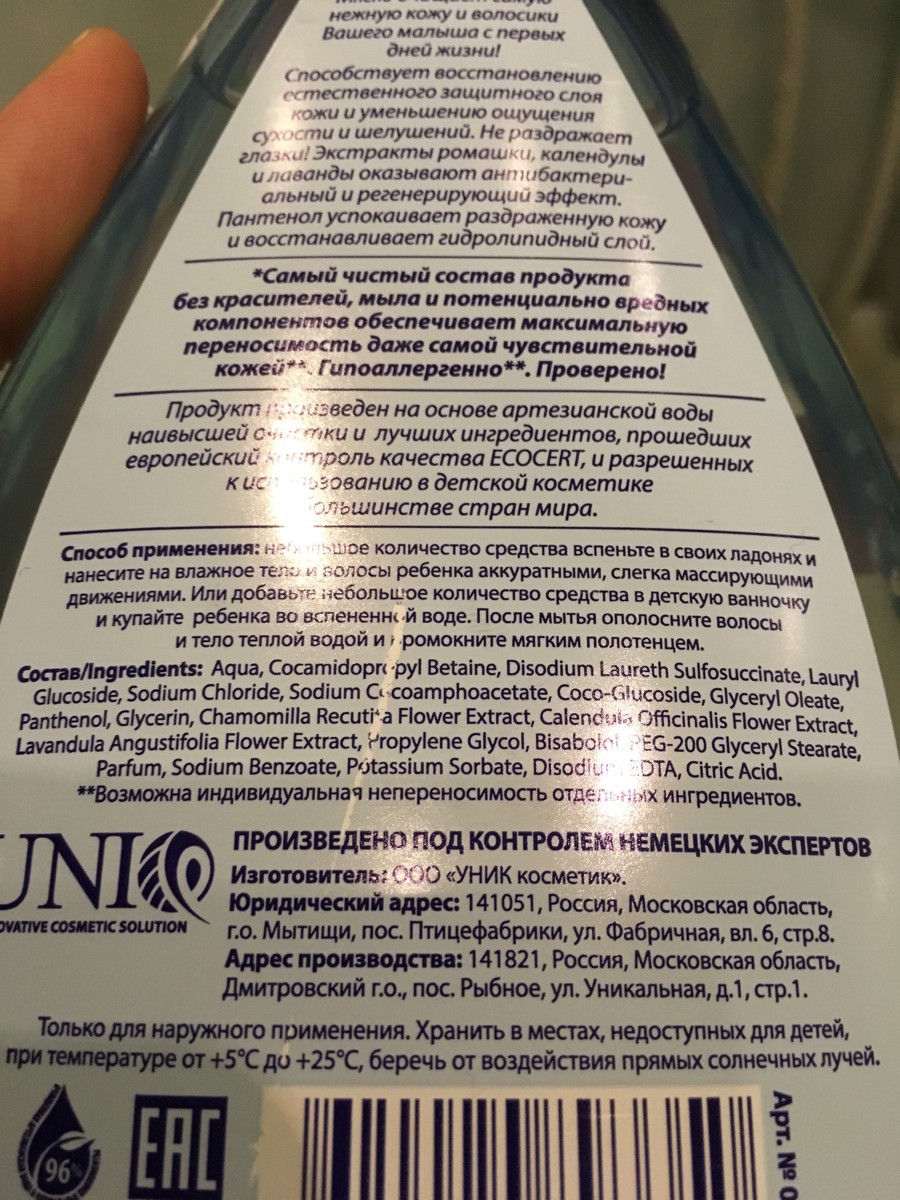 нежную кожу и волосики
Вашего малыша с первых
дней жизни!
Способствует восстановлению
естественного защитного слоя
кожи и уменьшению ощущения
сухости и шелушений. Не раздражает
глазки! Экстракты ромашки, календулы
и лаванды оказывают антибактери-
альный и регенерирующий эффект.
Пантенол успокаивает раздраженную кожу
и восстанавливает гидролипидный слой.
*Самый чистый состав продукта
без красителей, мыла и потенциально вредных
компонентов обеспечивает максимальную
переносимость даже самой чувствительной
кожей**. Гипоаллергенно**. Проверено!
Продукт произведен на основе артезианской воды
наивысшей очистки и лучших ингредиентов, прошедших
европейский контроль качества ECOCERT, и разрешенных
к использованию в детской косметике
большинстве стран мира.
Способ применения: небольшое количество средства вспеньте в своих ладонях и
нанесите на влажное тело и волосы ребенка аккуратными, слегка массирующими
движениями. Или добавьте небольшое количество средства в детскую ванночку
и купайте ребенка во вспененной воде. После мытья ополосните волосы
и тело теплой водой и промокните мягким полотенцем.
Состав/Ingredients: Aqua, Cocamidopropyl Betaine, Disodium Laureth Sulfosuccinate, Lauryl
Glucoside, Sodium Chloride, Sodium Cocoamphoacetate, Coco-Glucoside, Glyceryl Oleate,
Panthenol, Glycerin, Chamomilla Recutita Flower Extract, Calendula Officinalis Flower Extract,
Lavandula Angustifolia Flower Extract, Propylene Glycol, Bisabolol, PEG-200 Glyceryl Stearate,
Parfum, Sodium Benzoate, Potassium Sorbate, Disodium EDTA, Citric Acid.
**Возможна индивидуальная непереносимость отдельных ингредиентов.
UNIQ
OVATIVE COSMETIC SOLUTION
ПРОИЗВЕДЕНО ПОД КОНТРОЛЕМ НЕМЕЦКИХ ЭКСПЕРТОВ
Изготовитель: ООО «УНИК косметик».
Юридический адрес: 141051, Россия, Московская область,
г.о. Мытищи, пос. Птицефабрики, ул. Фабричная, вл. 6, стр.8.
Адрес производства: 141821, Россия, Московская область,
Дмитровский г.о., пос. Рыбное, ул. Уникальная, д.1, стр.1.
Только для наружного применения. Хранить в местах, недоступных для детей,
при температуре от +5°С до +25°С, беречь от воздействия прямых солнечных лучей.
96%
EAC
Арт. №